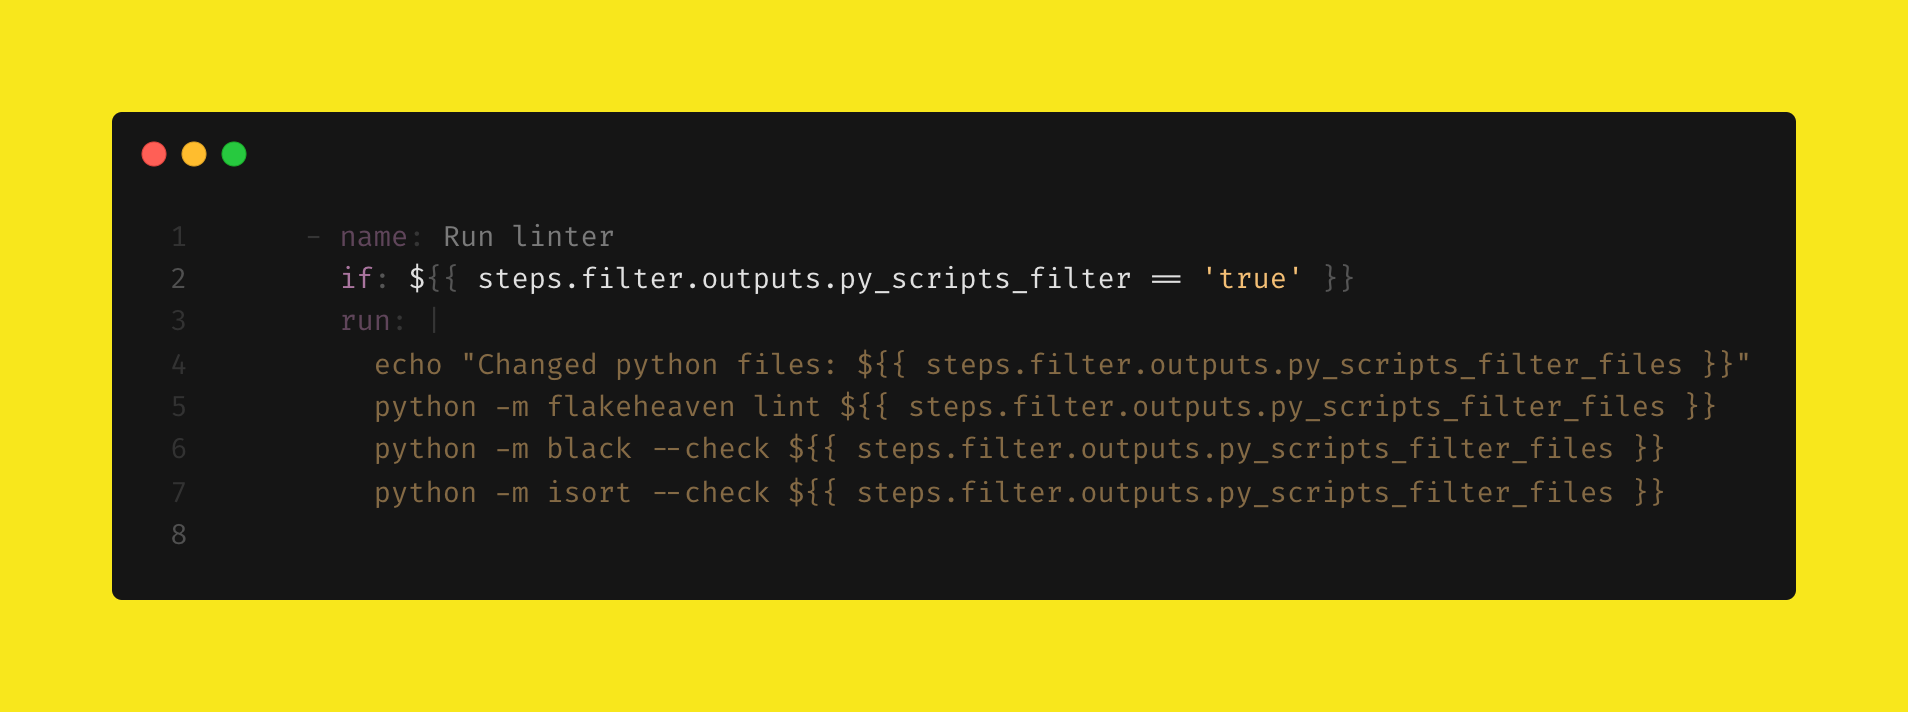 1 - name: Run linter
2 if: ${{ steps.filter.outputs.py_scripts_filter == 'true' }}
3 run: |
4 echo "Changed python files: ${{ steps.filter.outputs.py_scripts_filter_files }}"
5 python -m flakeheaven lint ${{ steps.filter.outputs.py_scripts_filter_files }}
6 python -m black --check ${{ steps.filter.outputs.py_scripts_filter_files }}
7 python -m isort --check ${{ steps.filter.outputs.py_scripts_filter_files }}
8